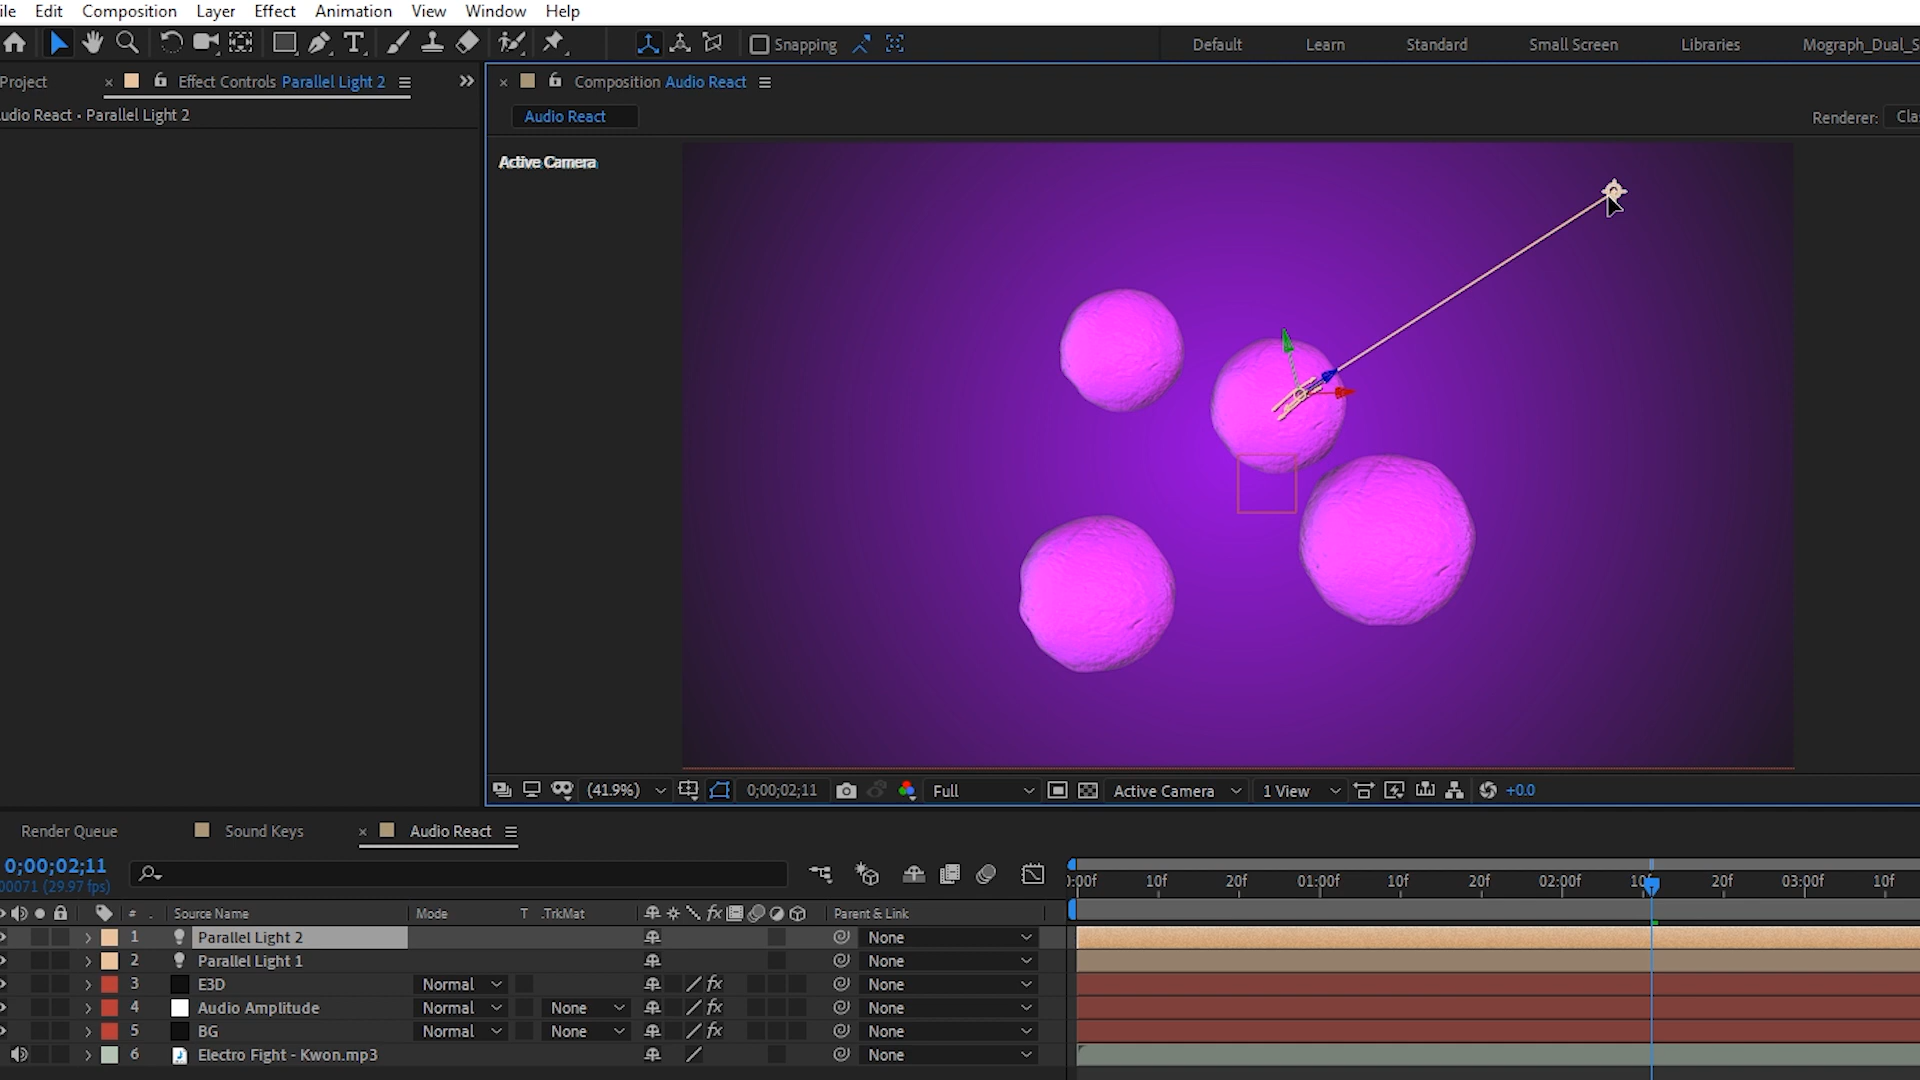 ile Edit Composition Layer Effect Animation View Window Help
Snapping Default Learn Standard Small Screen Libraries Mograph_Dual_S
Project × Effect Controls Parallel Light 2 × Composition Audio React
udio React • Parallel Light 2
Audio React
Renderer: Cla
Active Camera
(41.9%) 0;00;02;11 Full Active Camera 1 View +0.0
Render Queue Sound Keys × Audio React
0;00;02;11
00071 (29.97 fps)
0:00f 10f 20f 01:00f 10f 20f 02:00f 10f 20f 03:00f 10f
# . Source Name Mode T .TrkMat fx Parent & Link
1 Parallel Light 2 None
2 Parallel Light 1 None
3 E3D Normal fx None
4 Audio Amplitude Normal None fx None
5 BG Normal None fx None
6 Electro Fight - Kwon.mp3 None